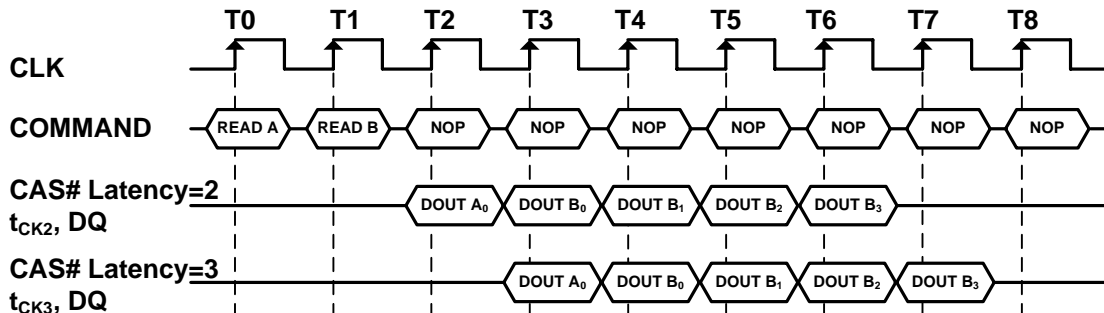 T0 T1 T2 T3 T4 T5 T6 T7 T8
CLK
COMMAND READ A READ B NOP NOP NOP NOP NOP NOP NOP
CAS# Latency=2
tCK2, DQ DOUT A0 DOUT B0 DOUT B1 DOUT B2 DOUT B3
CAS# Latency=3
tCK3, DQ DOUT A0 DOUT B0 DOUT B1 DOUT B2 DOUT B3